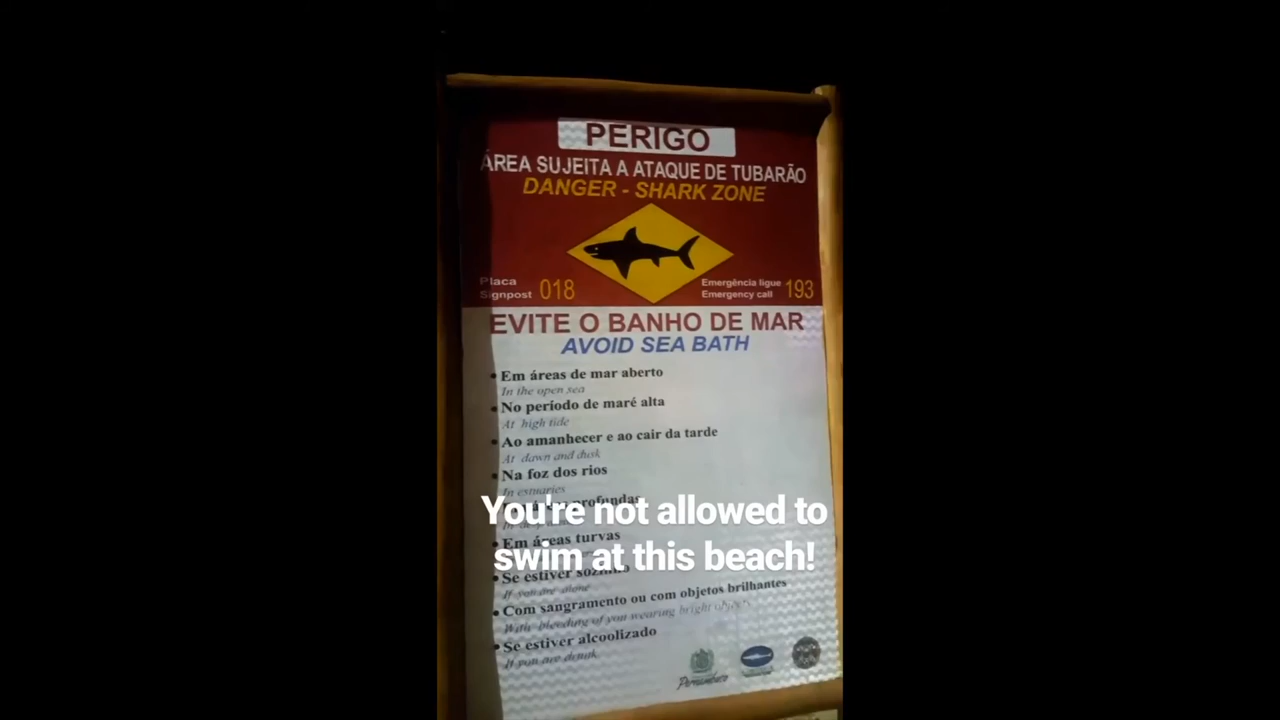 PERIGO
ÁREA SUJEITA A ATAQUE DE TUBARÃO
DANGER - SHARK ZONE
Placa
Signpost 018
Emergência ligue
Emergency call 193
EVITE O BANHO DE MAR
AVOID SEA BATH
• Em áreas de mar aberto
In the open sea
• No período de maré alta
At high tide
• Ao amanhecer e ao cair da tarde
At dawn and dusk
• Na foz dos rios
In estuaries
profundas
You're not allowed to
swim at this beach!
• Em áreas turvas
• Se estiver sozinho
If you are alone
• Com sangramento ou com objetos brilhantes
With bleeding of you wearing bright objects
• Se estiver alcoolizado
If you are drunk.
Pernambuco